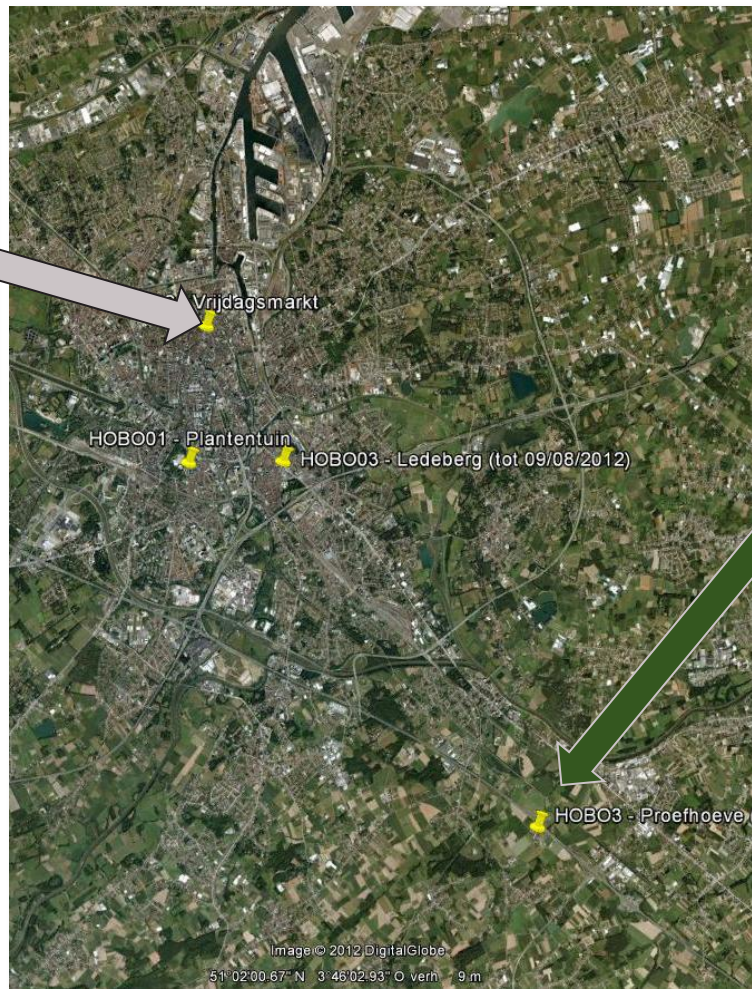 Vrijdagsmarkt
HOBO01 - Plantentuin
HOBO03 - Ledeberg (tot 09/08/2012)
HOBO3 - Proefhoeve (
Image © 2012 DigitalGlobe
51°02'00.67" N 3°46'02.93" O verh 9 m